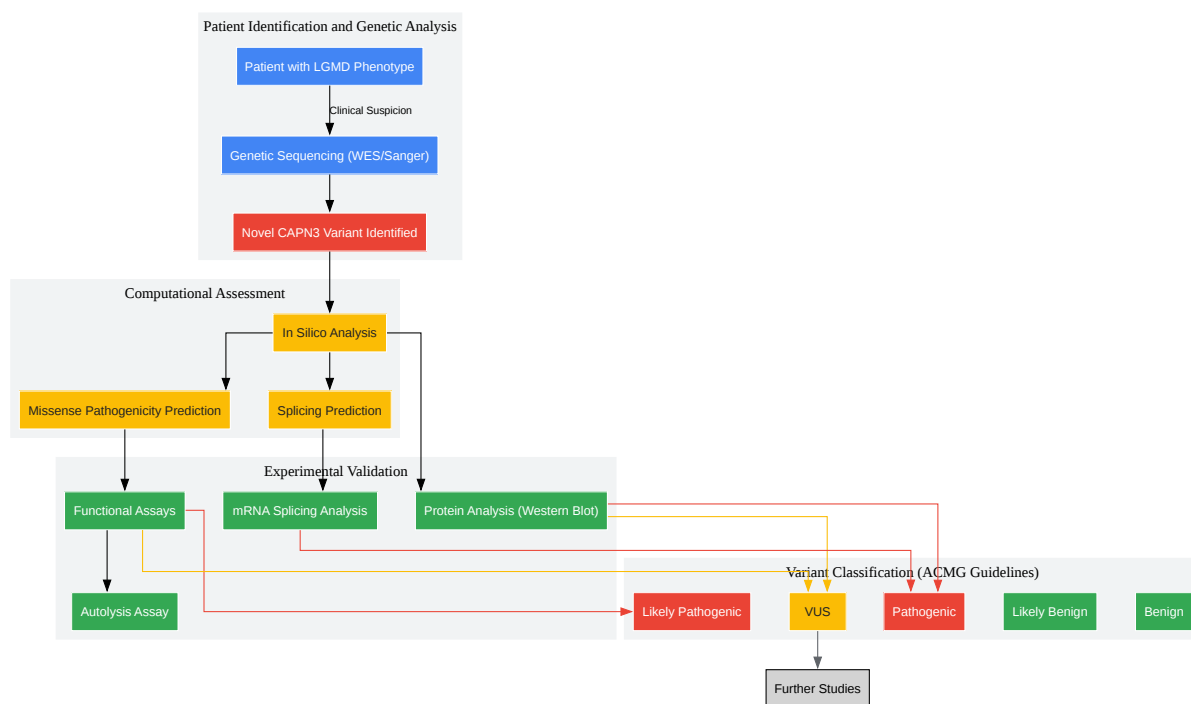 Patient Identification and Genetic Analysis
Patient with LGMD Phenotype
Clinical Suspicion
Genetic Sequencing (WES/Sanger)
Novel CAPN3 Variant Identified
Computational Assessment
In Silico Analysis
Missense Pathogenicity Prediction
Splicing Prediction
Experimental Validation
Functional Assays
mRNA Splicing Analysis
Protein Analysis (Western Blot)
Variant Classification (ACMG Guidelines)
Autolysis Assay
Likely Pathogenic
VUS
Pathogenic
Likely Benign
Benign
Further Studies